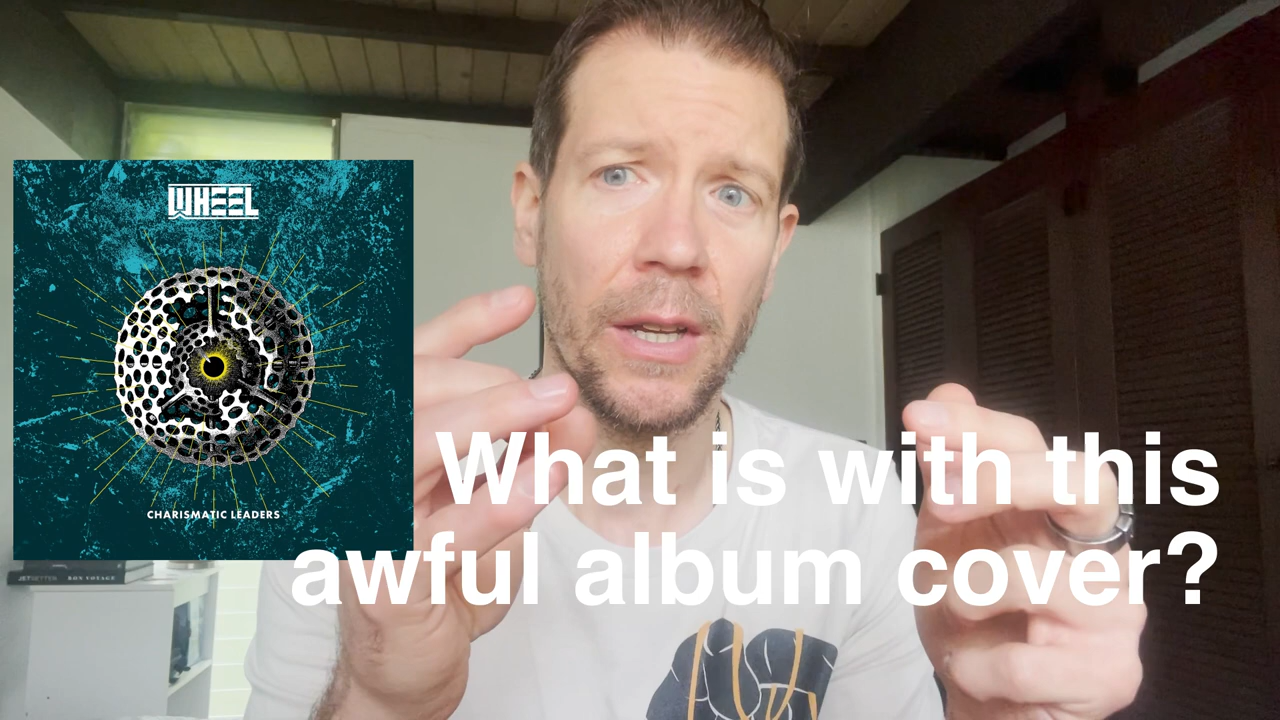 WHEEL
CHARISMATIC LEADERS
What is with this
awful album cover?
JETSETTER BON VOYAGE